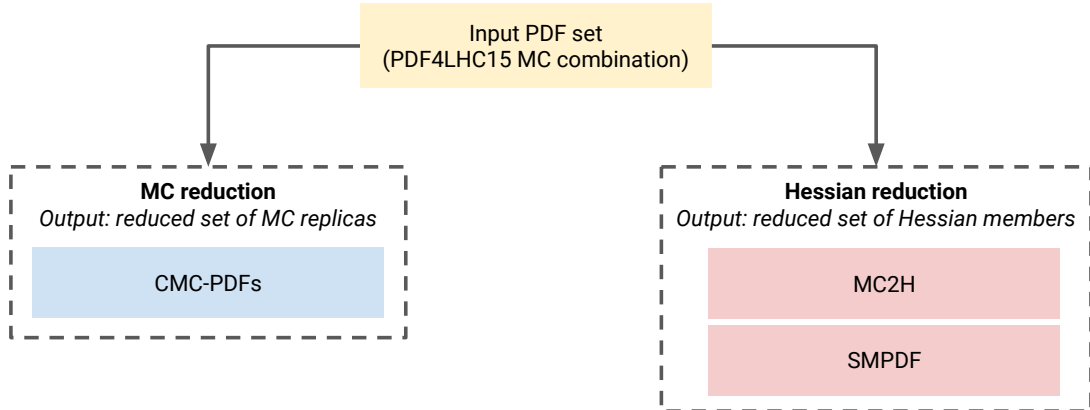 Input PDF set
(PDF4LHC15 MC combination)
MC reduction
Output: reduced set of MC replicas
CMC-PDFs
Hessian reduction
Output: reduced set of Hessian members
MC2H
SMPDF